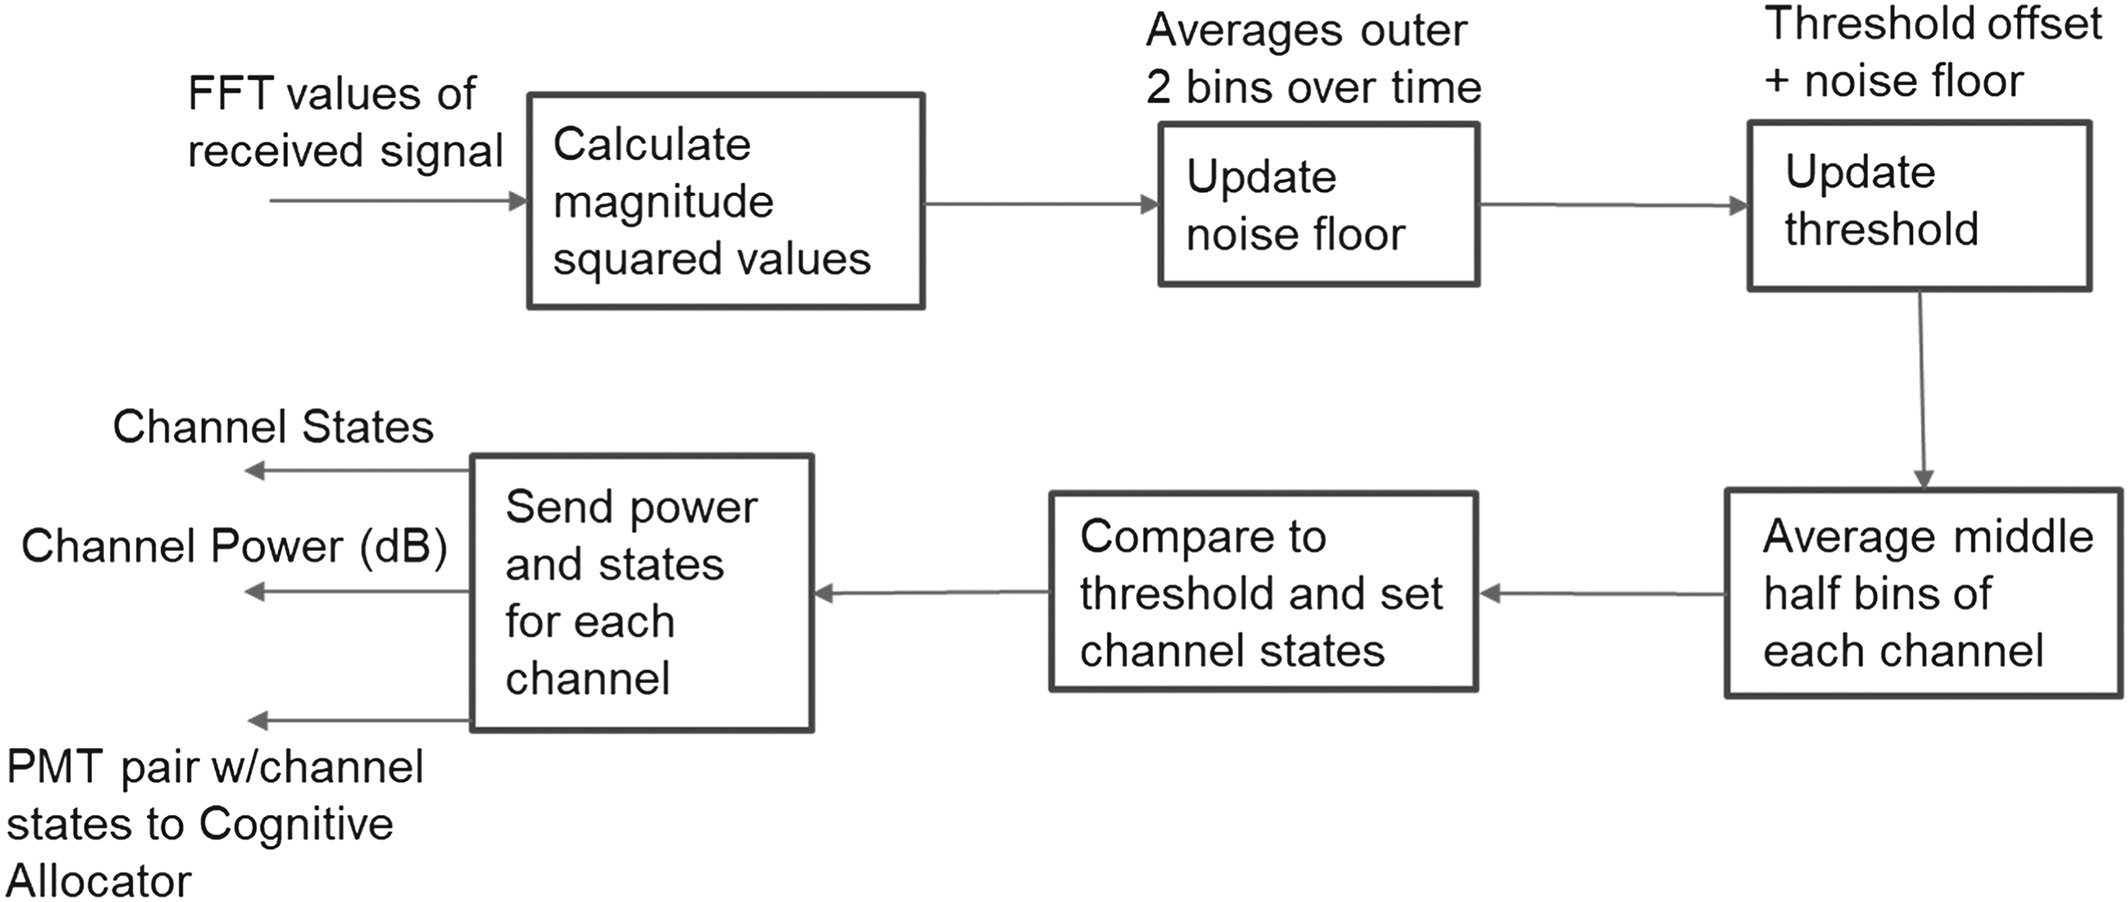 FFT values of
received signal
Calculate
magnitude
squared values
Averages outer
2 bins over time
Update
noise floor
Threshold offset
+ noise floor
Update
threshold
Average middle
half bins of
each channel
Compare to
threshold and set
channel states
Send power
and states
for each
channel
Channel States
Channel Power (dB)
PMT pair w/channel
states to Cognitive
Allocator